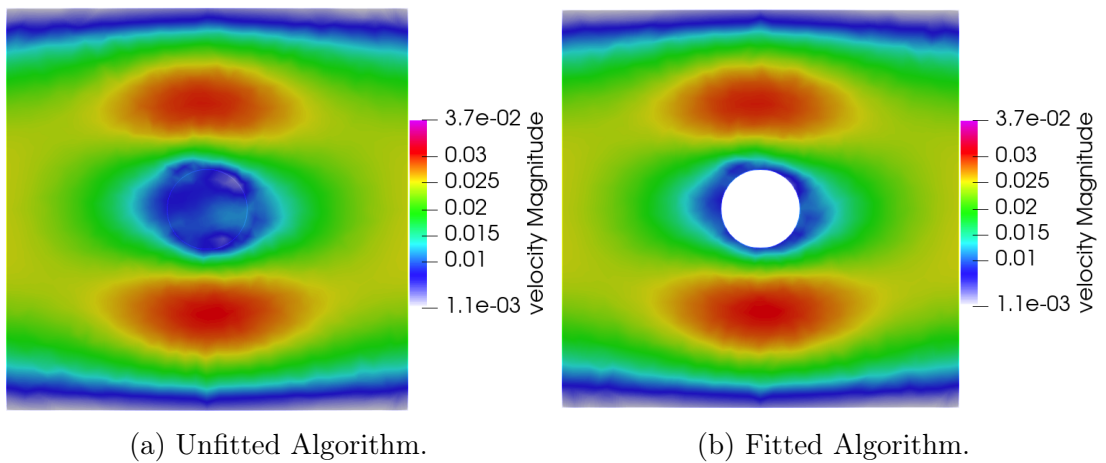 3.7e-02
0.03
0.025
0.02
0.015
0.01
1.1e-03
velocity Magnitude
3.7e-02
0.03
0.025
0.02
0.015
0.01
1.1e-03
velocity Magnitude
(a) Unfitted Algorithm.
(b) Fitted Algorithm.